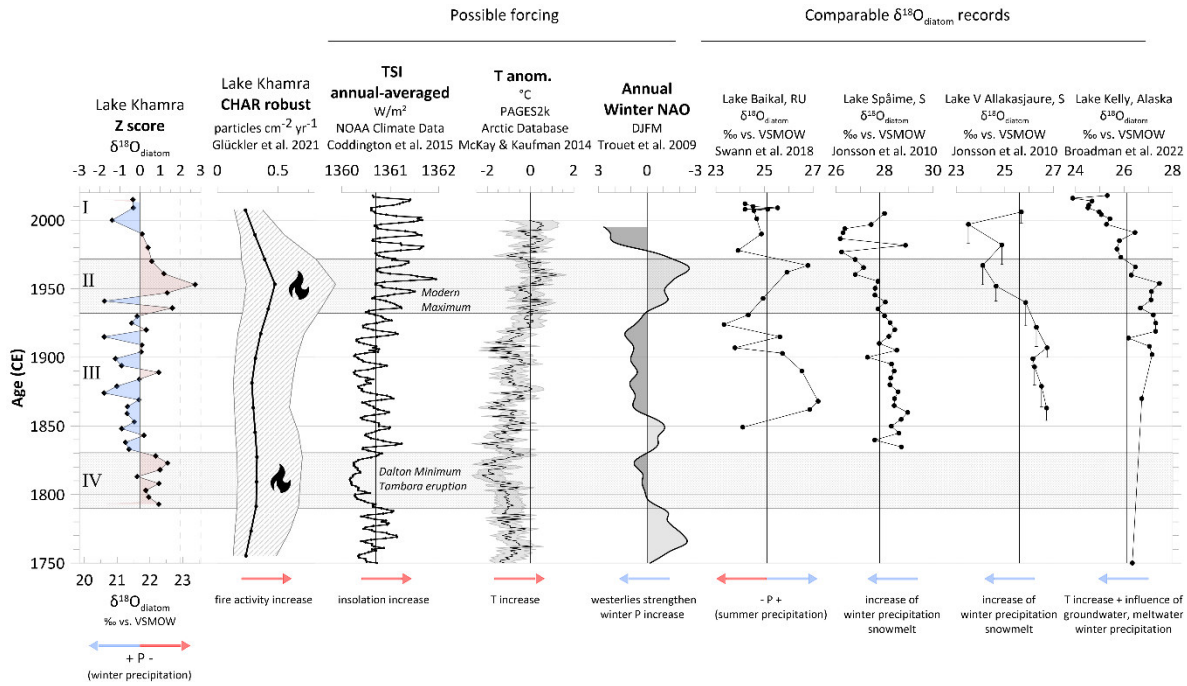 Possible forcing
Comparable δ¹⁸Odiatom records
Lake Khamra
Z score
δ¹⁸Odiatom
-3 -2 -1 0 1 2 3
Lake Khamra
CHAR robust
particles cm⁻² yr⁻¹
Glückler et al. 2021
0 0.5
TSI
annual-averaged
W/m²
NOAA Climate Data
Coddington et al. 2015
1360 1361 1362
T anom.
°C
PAGES2k
Arctic Database
McKay & Kaufman 2014
-2 -1 0 1 2
Annual
Winter NAO
DJFM
Trouet et al. 2009
3 0 -3
Lake Baikal, RU
δ¹⁸Odiatom
‰ vs. VSMOW
Swann et al. 2018
23 25 27
Lake Spåime, S
δ¹⁸Odiatom
‰ vs. VSMOW
Jonsson et al. 2010
26 28 30
Lake V Allakasjaure, S
δ¹⁸Odiatom
‰ vs. VSMOW
Jonsson et al. 2010
23 25 27
Lake Kelly, Alaska
δ¹⁸Odiatom
‰ vs. VSMOW
Broadman et al. 2022
24 26 28
Age (CE)
2000
1950
1900
1850
1800
1750
I
II
III
IV
Modern
Maximum
Dalton Minimum
Tambora eruption
20 21 22 23
δ¹⁸Odiatom
‰ vs. VSMOW
+ P -
(winter precipitation)
fire activity increase
insolation increase
T increase
westerlies strengthen
winter P increase
- P +
(summer precipitation)
increase of
winter precipitation
snowmelt
increase of
winter precipitation
snowmelt
T increase + influence of
groundwater, meltwater
winter precipitation